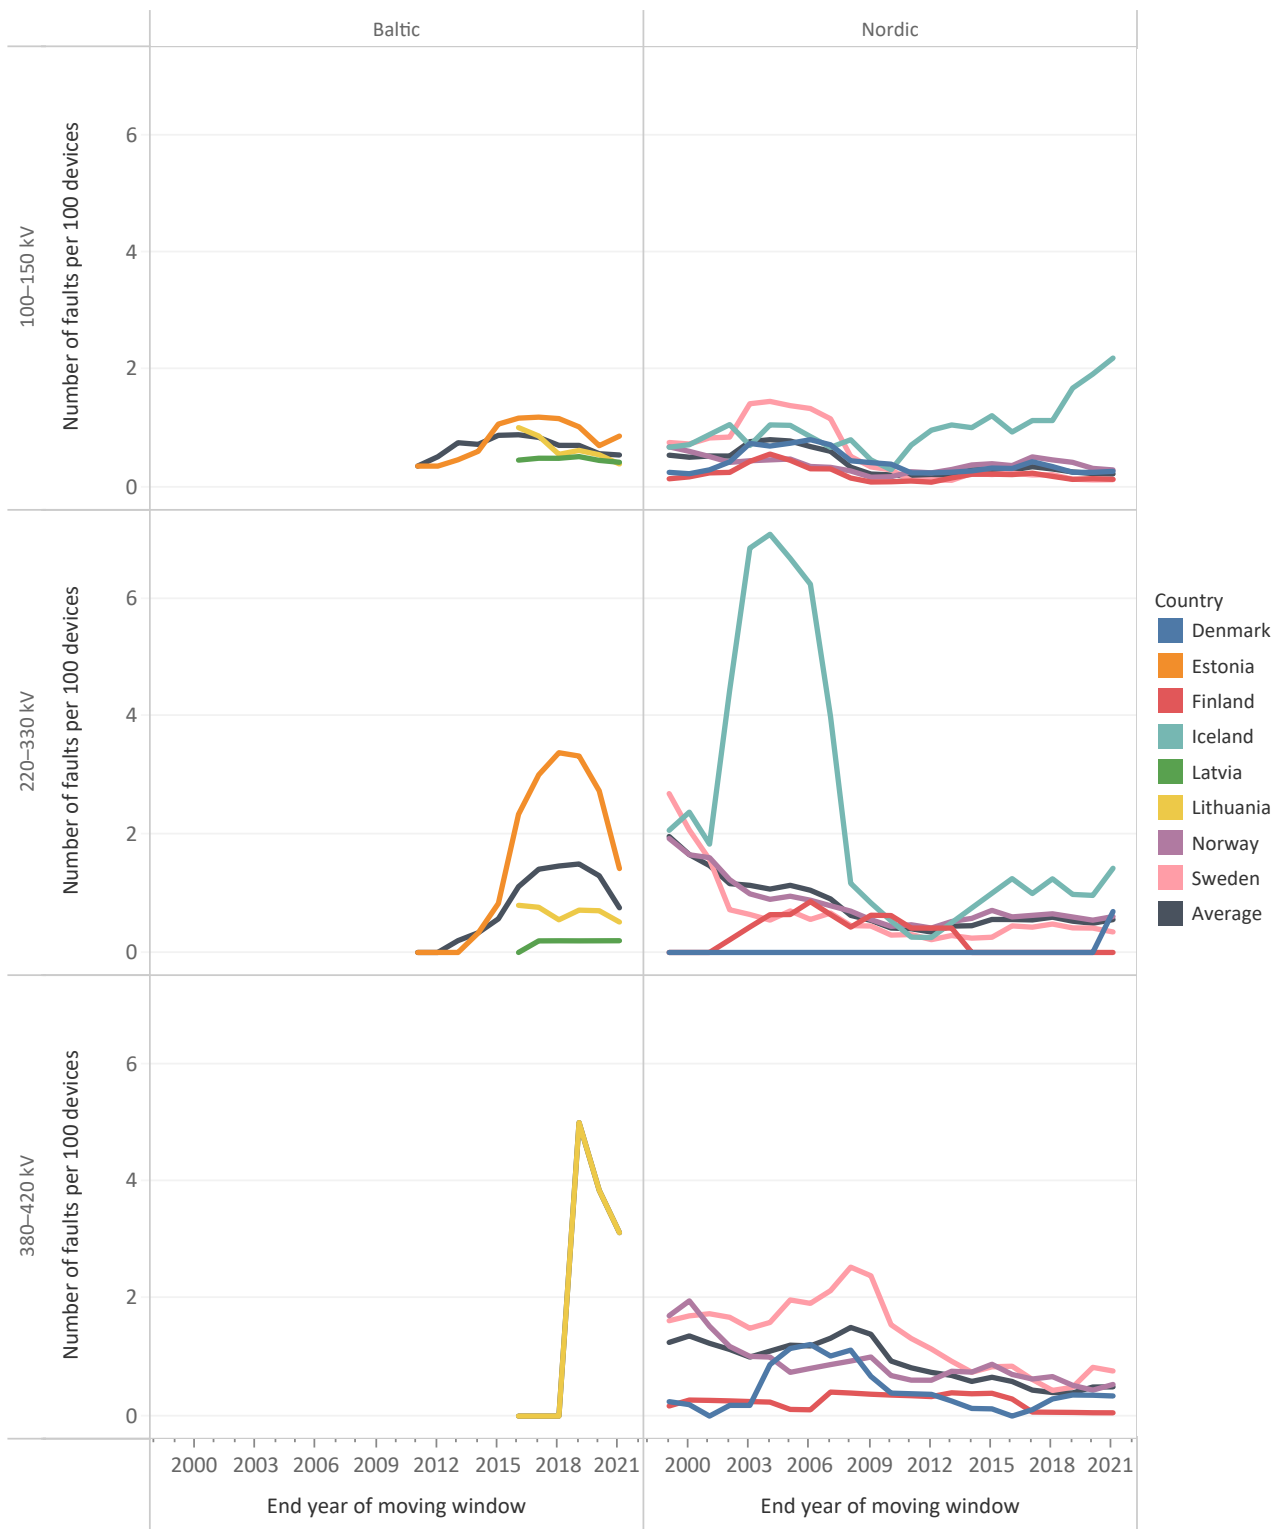 Baltic
Nordic
100–150 kV
Number of faults per 100 devices
6
4
2
0
220–330 kV
Number of faults per 100 devices
6
4
2
0
380–420 kV
Number of faults per 100 devices
6
4
2
0
2000 2003 2006 2009 2012 2015 2018 2021
2000 2003 2006 2009 2012 2015 2018 2021
End year of moving window
End year of moving window
Country
Denmark
Estonia
Finland
Iceland
Latvia
Lithuania
Norway
Sweden
Average